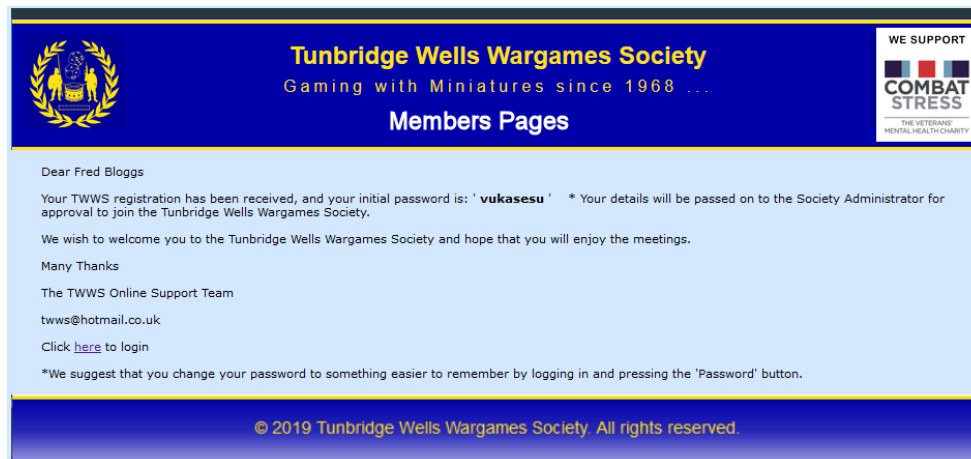 Tunbridge Wells Wargames Society
Gaming with Miniatures since 1968 ...
Members Pages
WE SUPPORT
COMBAT
STRESS
THE VETERANS'
MENTAL HEALTH CHARITY
Dear Fred Bloggs
Your TWWS registration has been received, and your initial password is: ' vukasesu '   * Your details will be passed on to the Society Administrator for
approval to join the Tunbridge Wells Wargames Society.
We wish to welcome you to the Tunbridge Wells Wargames Society and hope that you will enjoy the meetings.
Many Thanks
The TWWS Online Support Team
twws@hotmail.co.uk
Click here to login
*We suggest that you change your password to something easier to remember by logging in and pressing the 'Password' button.
© 2019 Tunbridge Wells Wargames Society. All rights reserved.